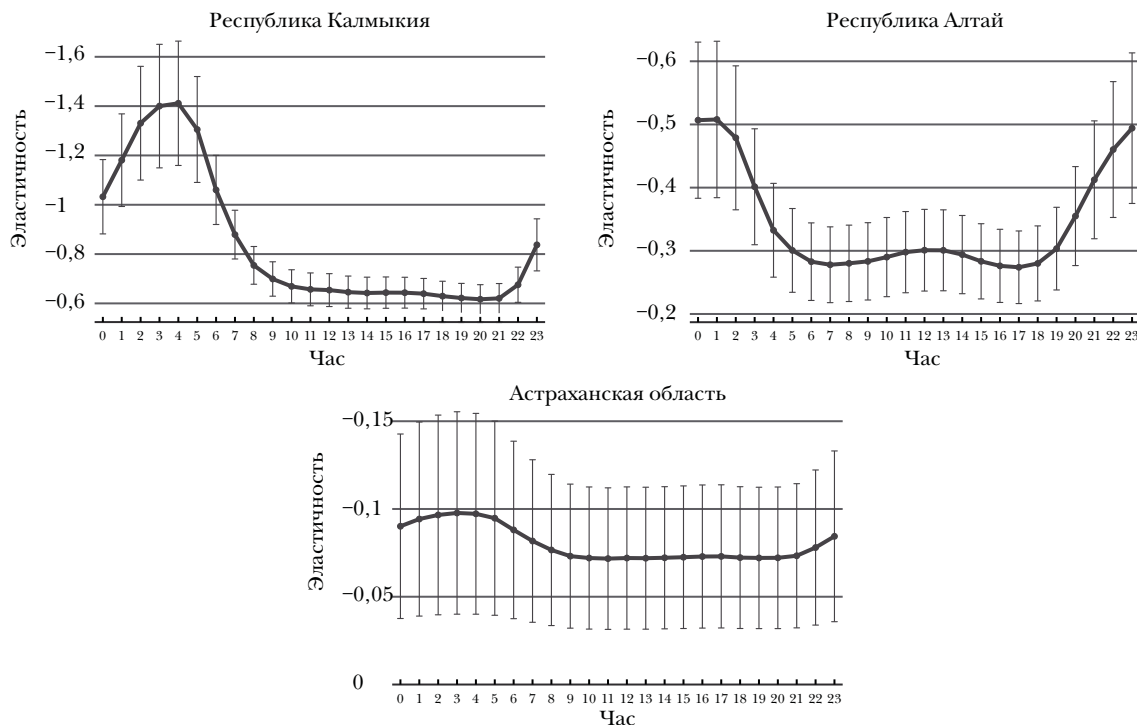 Республика Калмыкия
Эластичность
−1,6
−1,4
−1,2
−1
−0,8
−0,6
0 1 2 3 4 5 6 7 8 9 10 11 12 13 14 15 16 17 18 19 20 21 22 23
Час
Республика Алтай
Эластичность
−0,6
−0,5
−0,4
−0,3
−0,2
0 1 2 3 4 5 6 7 8 9 10 11 12 13 14 15 16 17 18 19 20 21 22 23
Час
Астраханская область
Эластичность
−0,15
−0,1
−0,05
0
0 1 2 3 4 5 6 7 8 9 10 11 12 13 14 15 16 17 18 19 20 21 22 23
Час